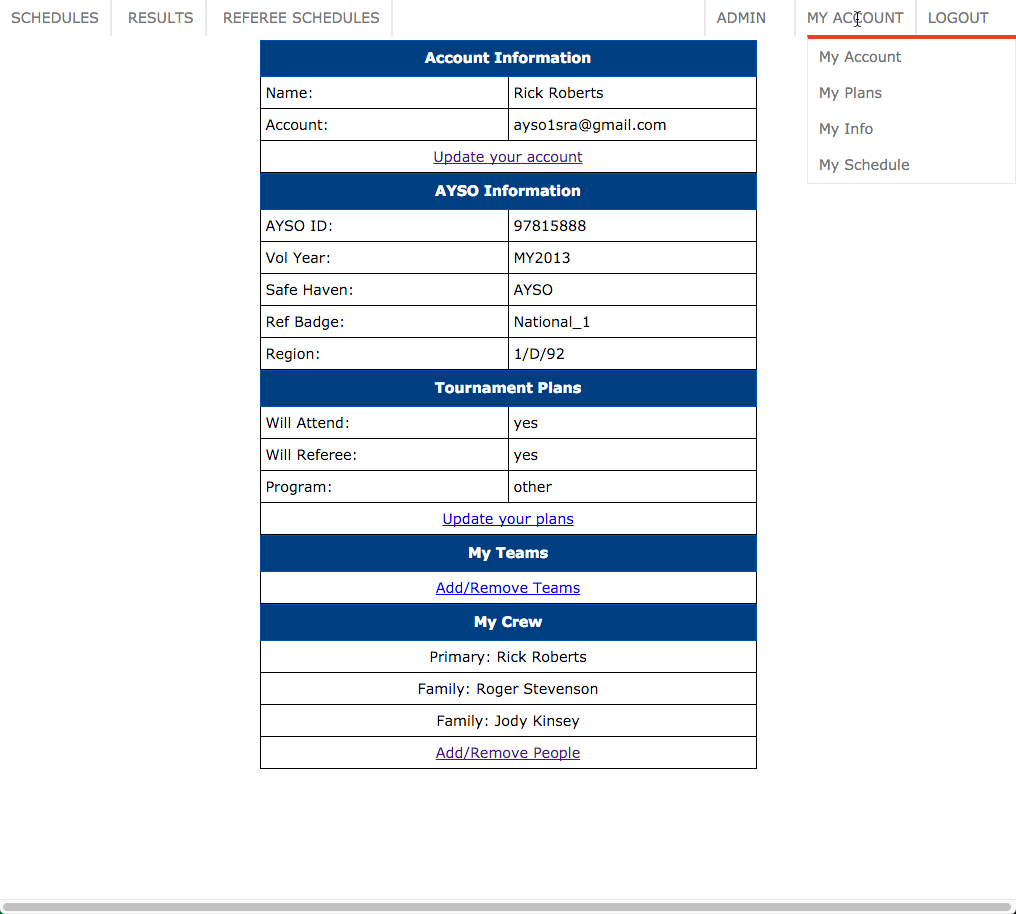 SCHEDULES RESULTS REFEREE SCHEDULES ADMIN MY ACCOUNT LOGOUT
My Account
My Plans
My Info
My Schedule
Account Information
Name: Rick Roberts
Account: ayso1sra@gmail.com
Update your account
AYSO Information
AYSO ID: 97815888
Vol Year: MY2013
Safe Haven: AYSO
Ref Badge: National_1
Region: 1/D/92
Tournament Plans
Will Attend: yes
Will Referee: yes
Program: other
Update your plans
My Teams
Add/Remove Teams
My Crew
Primary: Rick Roberts
Family: Roger Stevenson
Family: Jody Kinsey
Add/Remove People